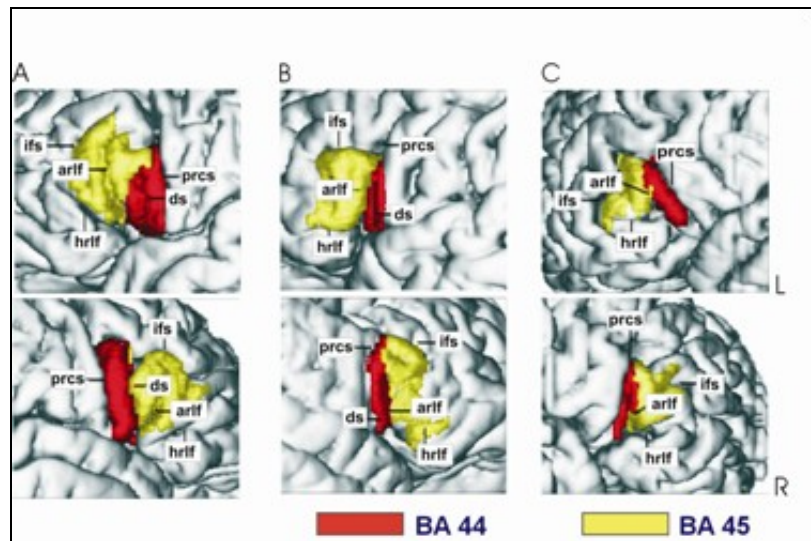 A
B
C
ifs
arlf
prcs
ds
hrlf
ifs
prcs
arlf
ds
hrlf
prcs
arlf
ifs
hrlf
L
ifs
prcs
ds
arlf
hrlf
prcs
ifs
arlf
ds
hrlf
prcs
ifs
arlf
hrlf
R
BA 44
BA 45